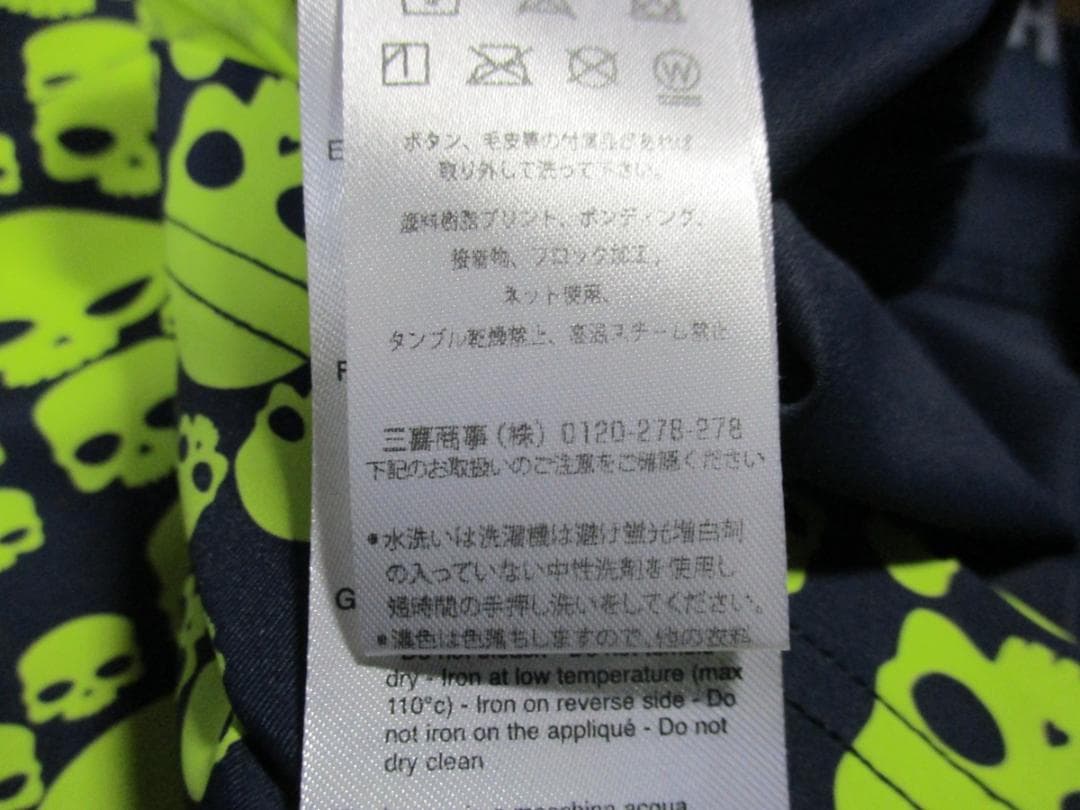 E
ボタン、毛皮等の付属品があれば
取り外して洗って下さい。
顔料樹脂プリント、ボンディング、
接着物、フロック加工、
ネット使用、
タンブル乾燥禁止、高温スチーム禁止
F
三喜商事(株) 0120-278-278
下記のお取扱いのご注意をご確認ください
•水洗いは洗濯機は避け蛍光増白剤
の入っていない中性洗剤を使用し
短時間の手押し洗いをしてください。
G
•濃色は色落ちしますので、他の衣料
dry - Iron at low temperature (max
110°c) - Iron on reverse side - Do
not iron on the appliqué - Do not
dry clean
acqua